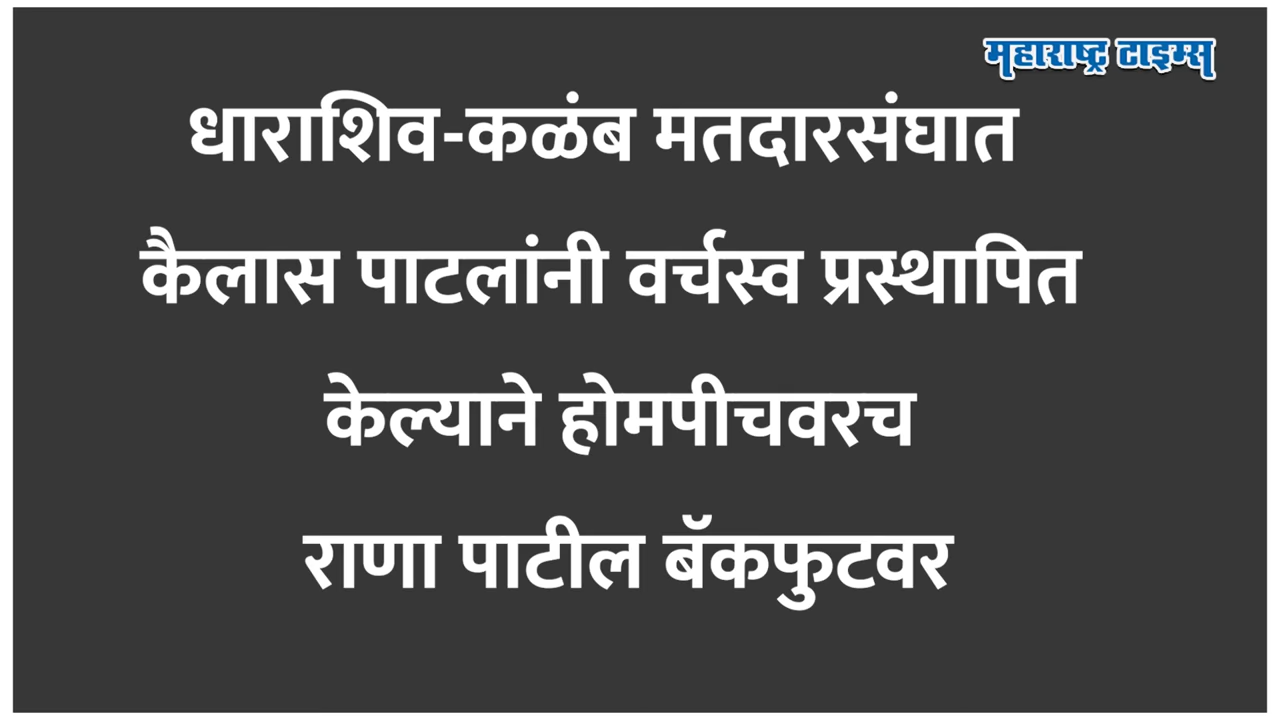 महाराष्ट्र टाइम्स
धाराशिव-कळंब मतदारसंघात
कैलास पाटलांनी वर्चस्व प्रस्थापित
केल्याने होमपीचवरच
राणा पाटील बॅकफुटवर